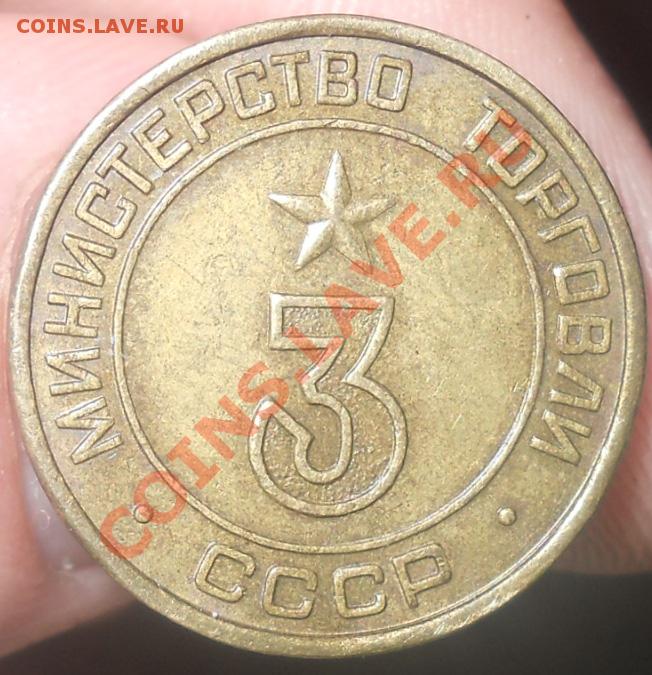 COINS.LAVE.RU
МИНИСТЕРСТВО ТОРГОВЛИ
3
· СССР ·
COINS.LAVE.RU